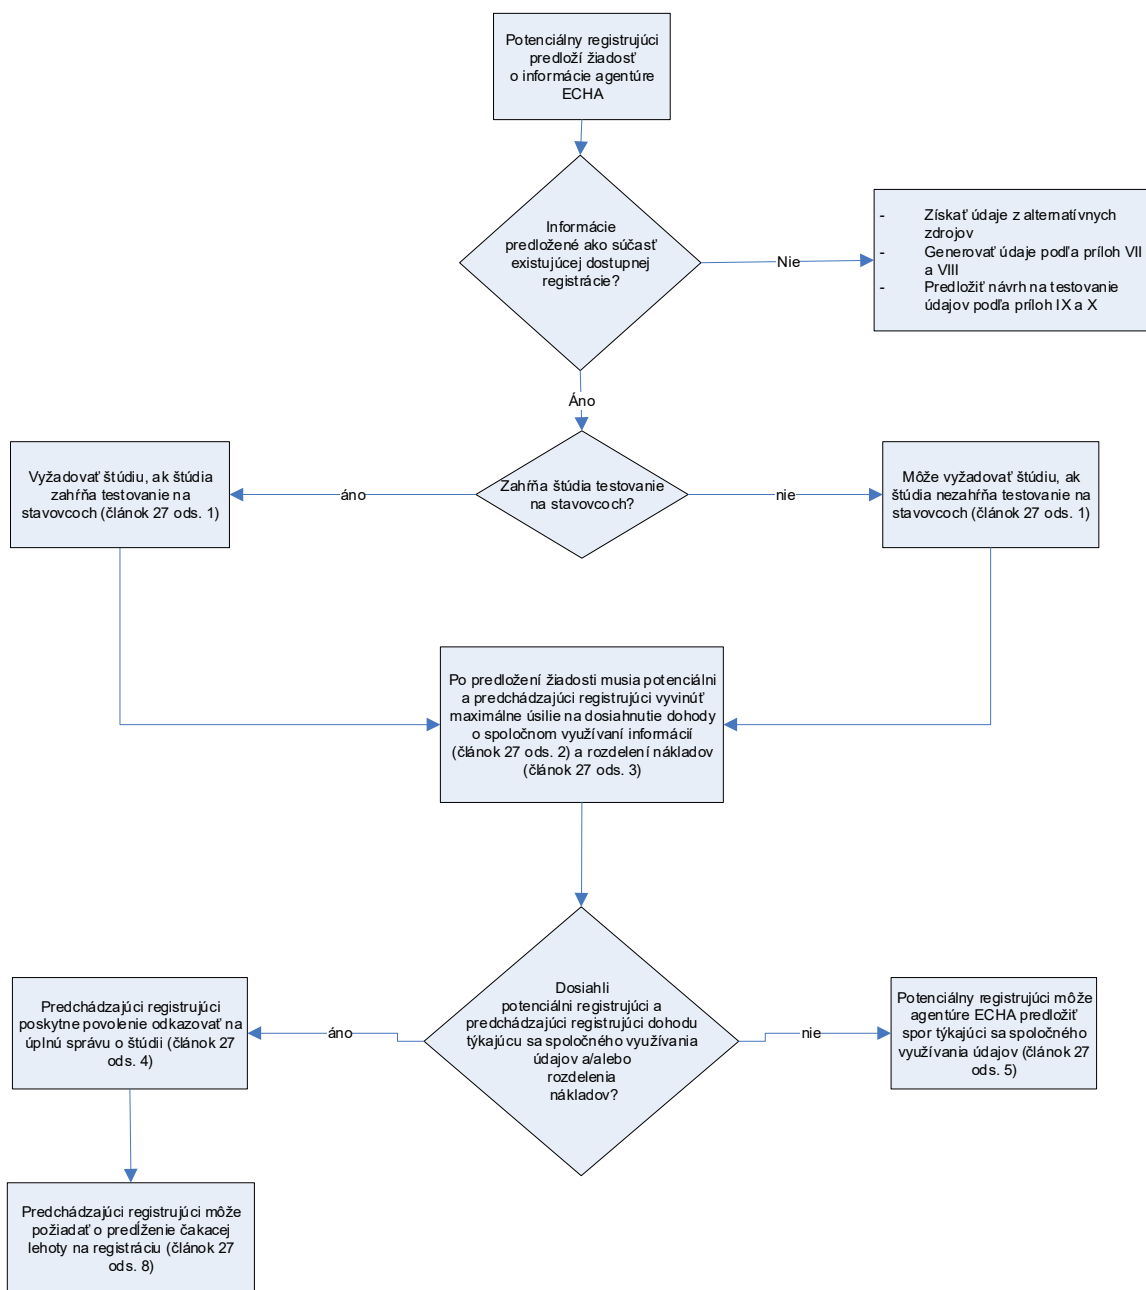 Potenciálny registrujúci
predloží žiadosť
o informácie agentúre
ECHA
Informácie
predložené ako súčasť
existujúcej dostupnej
registrácie?
Nie
- Získať údaje z alternatívnych
zdrojov
- Generovať údaje podľa príloh VII
a VIII
- Predložiť návrh na testovanie
údajov podľa príloh IX a X
Áno
Vyžadovať štúdiu, ak štúdia
zahŕňa testovanie na
stavovcoch (článok 27 ods. 1)
áno
Zahŕňa štúdia testovanie
na stavovcoch?
nie
Môže vyžadovať štúdiu, ak
štúdia nezahŕňa testovanie na
stavovcoch (článok 27 ods. 1)
Po predložení žiadosti musia potenciálni
a predchádzajúci registrujúci vyvinúť
maximálne úsilie na dosiahnutie dohody
o spoločnom využívaní informácií
(článok 27 ods. 2) a rozdelení nákladov
(článok 27 ods. 3)
Predchádzajúci registrujúci
poskytne povolenie odkazovať na
úplnú správu o štúdii (článok 27
ods. 4)
áno
Dosiahli
potenciálni registrujúci a
predchádzajúci registrujúci dohodu
týkajúcu sa spoločného využívania
údajov a/alebo
rozdelenia
nákladov?
nie
Potenciálny registrujúci môže
agentúre ECHA predložiť
spor týkajúci sa spoločného
využívania údajov (článok 27
ods. 5)
Predchádzajúci registrujúci môže
požiadať o predĺženie čakacej
lehoty na registráciu (článok 27
ods. 8)